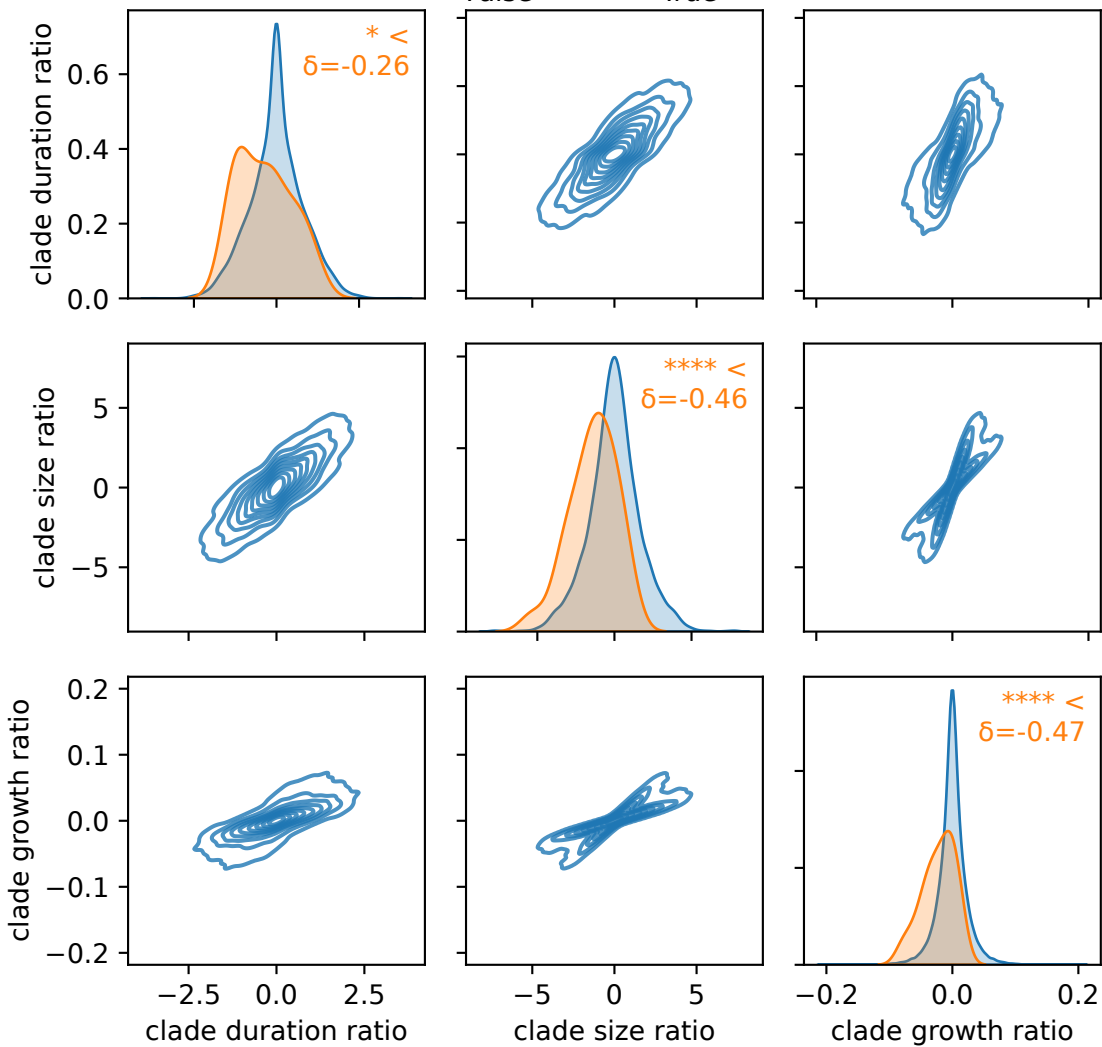 clade duration ratio
0.6
0.4
0.2
0.0
* <
δ=-0.26
clade size ratio
5
0
−5
**** <
δ=-0.46
clade growth ratio
0.2
0.1
0.0
−0.1
−0.2
**** <
δ=-0.47
−2.5 0.0 2.5
clade duration ratio
−5 0 5
clade size ratio
−0.2 0.0 0.2
clade growth ratio